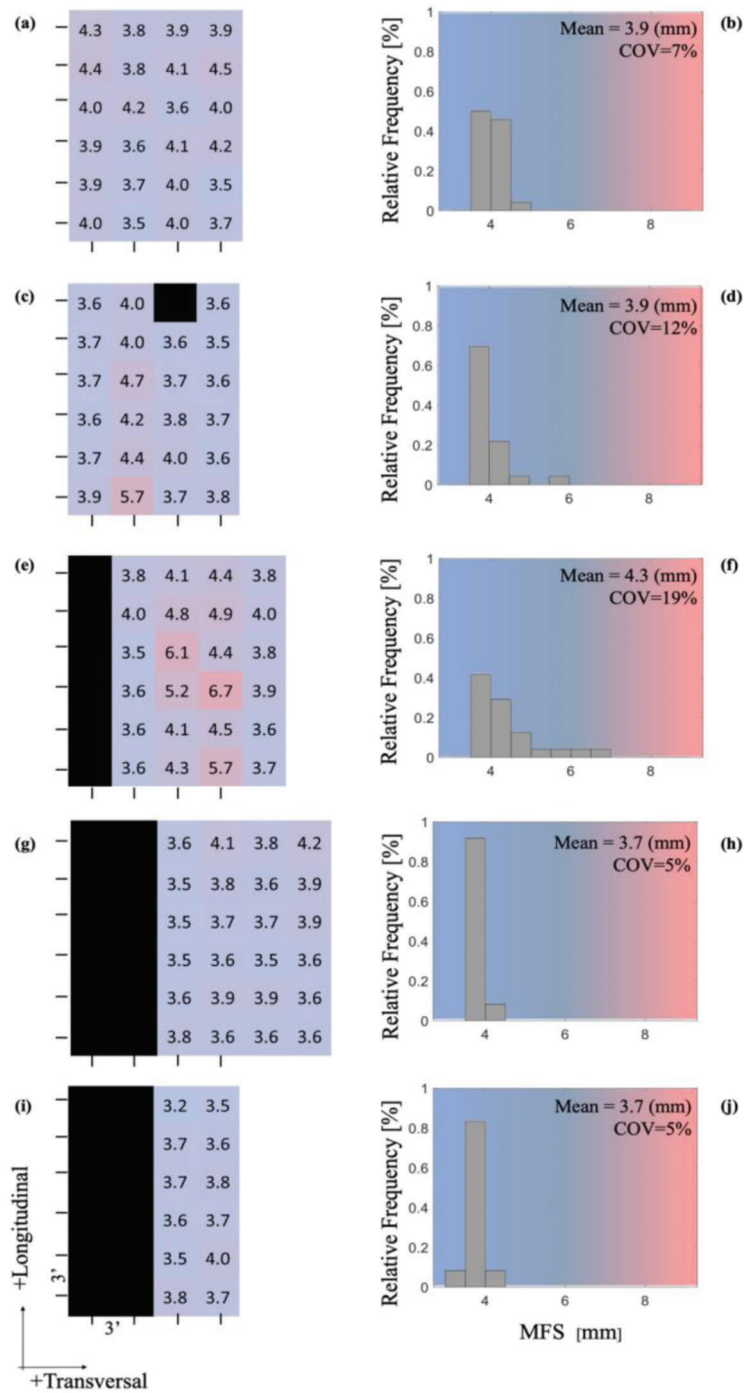 (a)
4.3 3.8 3.9 3.9
4.4 3.8 4.1 4.5
4.0 4.2 3.6 4.0
3.9 3.6 4.1 4.2
3.9 3.7 4.0 3.5
4.0 3.5 4.0 3.7
(b)
Mean = 3.9 (mm)
COV=7%
Relative Frequency [%]
1
0.8
0.6
0.4
0.2
0
4 6 8
(c)
3.6 4.0 3.6
3.7 4.0 3.6 3.5
3.7 4.7 3.7 3.6
3.6 4.2 3.8 3.7
3.7 4.4 4.0 3.6
3.9 5.7 3.7 3.8
(d)
Mean = 3.9 (mm)
COV=12%
Relative Frequency [%]
1
0.8
0.6
0.4
0.2
0
4 6 8
(e)
3.8 4.1 4.4 3.8
4.0 4.8 4.9 4.0
3.5 6.1 4.4 3.8
3.6 5.2 6.7 3.9
3.6 4.1 4.5 3.6
3.6 4.3 5.7 3.7
(f)
Mean = 4.3 (mm)
COV=19%
Relative Frequency [%]
1
0.8
0.6
0.4
0.2
0
4 6 8
(g)
3.6 4.1 3.8 4.2
3.5 3.8 3.6 3.9
3.5 3.7 3.7 3.9
3.5 3.6 3.5 3.6
3.6 3.9 3.9 3.6
3.8 3.6 3.6 3.6
(h)
Mean = 3.7 (mm)
COV=5%
Relative Frequency [%]
1
0.8
0.6
0.4
0.2
0
4 6 8
(i)
3.2 3.5
3.7 3.6
3.7 3.8
3.6 3.7
3.5 4.0
3.8 3.7
3'
3'
+Longitudinal
+Transversal
(j)
Mean = 3.7 (mm)
COV=5%
Relative Frequency [%]
1
0.8
0.6
0.4
0.2
0
4 6 8
MFS [mm]